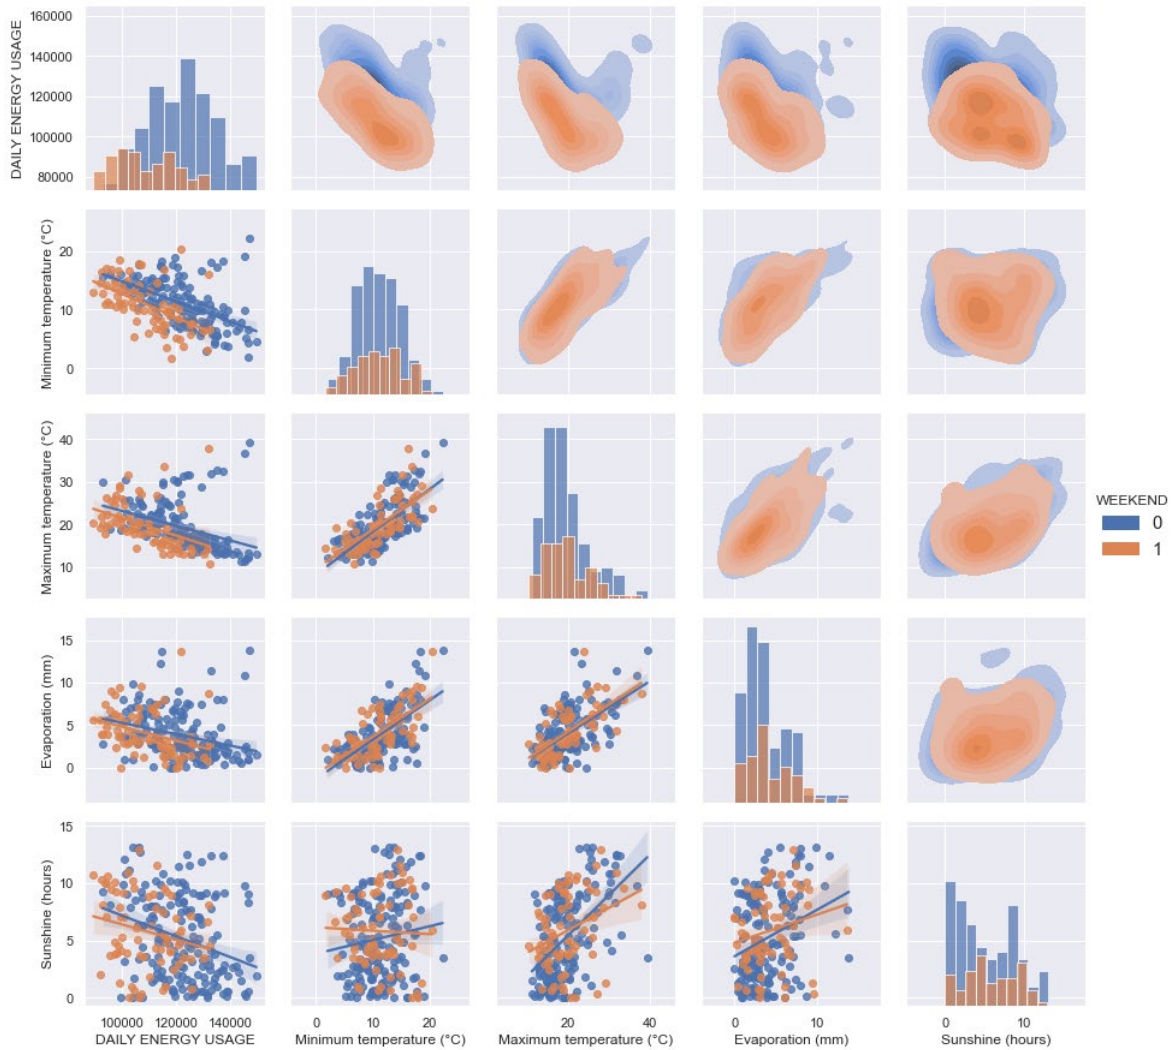 DAILY ENERGY USAGE
160000
140000
120000
100000
80000
Minimum temperature (°C)
20
10
0
Maximum temperature (°C)
40
30
20
10
WEEKEND
0
1
Evaporation (mm)
15
10
5
0
Sunshine (hours)
15
10
5
0
100000 120000 140000 0 10 20 20 40 0 10 0 10
DAILY ENERGY USAGE Minimum temperature (°C) Maximum temperature (°C) Evaporation (mm) Sunshine (hours)